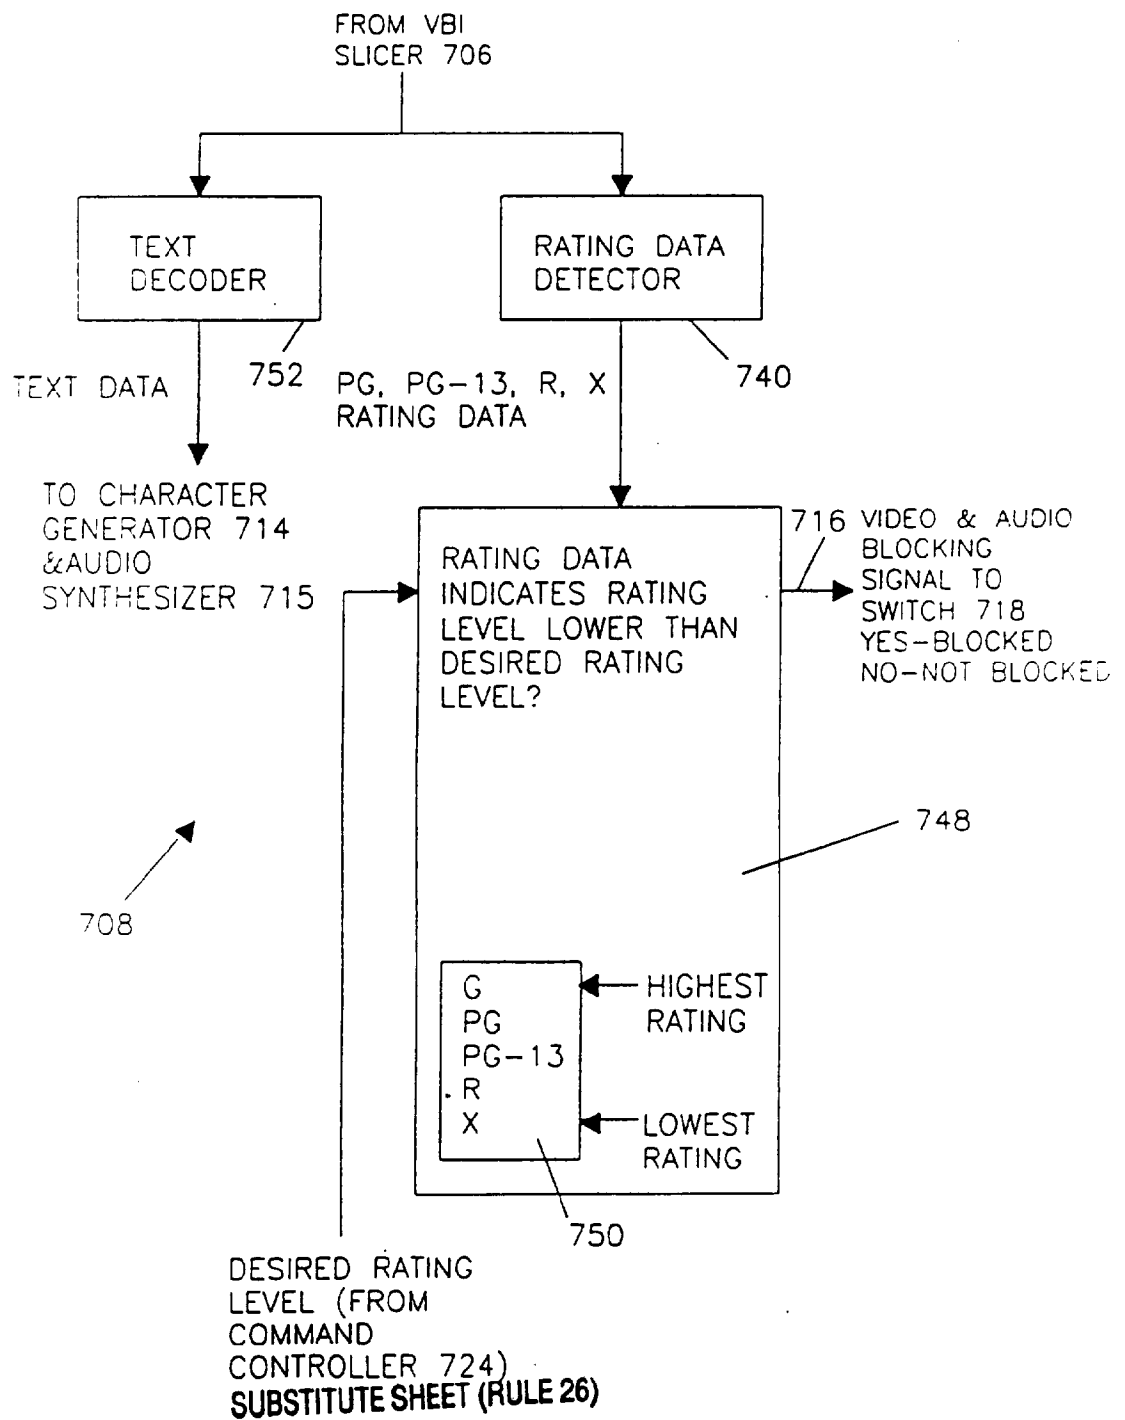 FROM VBI
SLICER 706
TEXT
DECODER
RATING DATA
DETECTOR
752
740
TEXT DATA
PG, PG-13, R, X
RATING DATA
TO CHARACTER
GENERATOR 714
&AUDIO
SYNTHESIZER 715
RATING DATA
INDICATES RATING
LEVEL LOWER THAN
DESIRED RATING
LEVEL?
716
VIDEO & AUDIO
BLOCKING
SIGNAL TO
SWITCH 718
YES-BLOCKED
NO-NOT BLOCKED
748
708
G
PG
PG-13
R
X
HIGHEST
RATING
LOWEST
RATING
750
DESIRED RATING
LEVEL (FROM
COMMAND
CONTROLLER 724)
SUBSTITUTE SHEET (RULE 26)